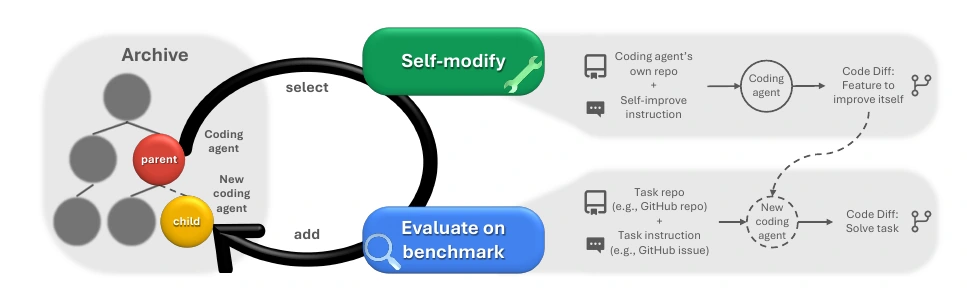 Archive
parent
child
Coding
agent
New
coding
agent
select
add
Self-modify
Evaluate on
benchmark
Coding agent's
own repo
+
Self-improve
instruction
Coding
agent
Code Diff:
Feature to
improve itself
Task repo
(e.g., GitHub repo)
+
Task instruction
(e.g., GitHub issue)
New
coding
agent
Code Diff:
Solve task